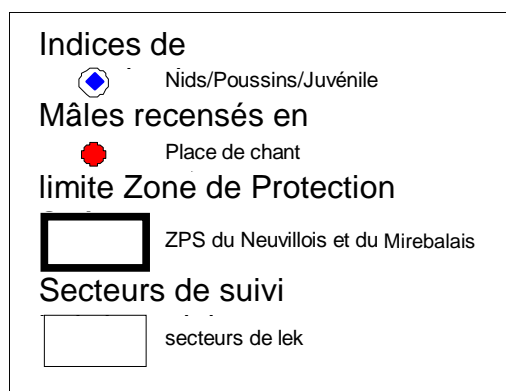 Indices de
Nids/Poussins/Juvénile
Mâles recensés en
Place de chant
limite Zone de Protection
ZPS du Neuvillois et du Mirebalais
Secteurs de suivi
secteurs de lek